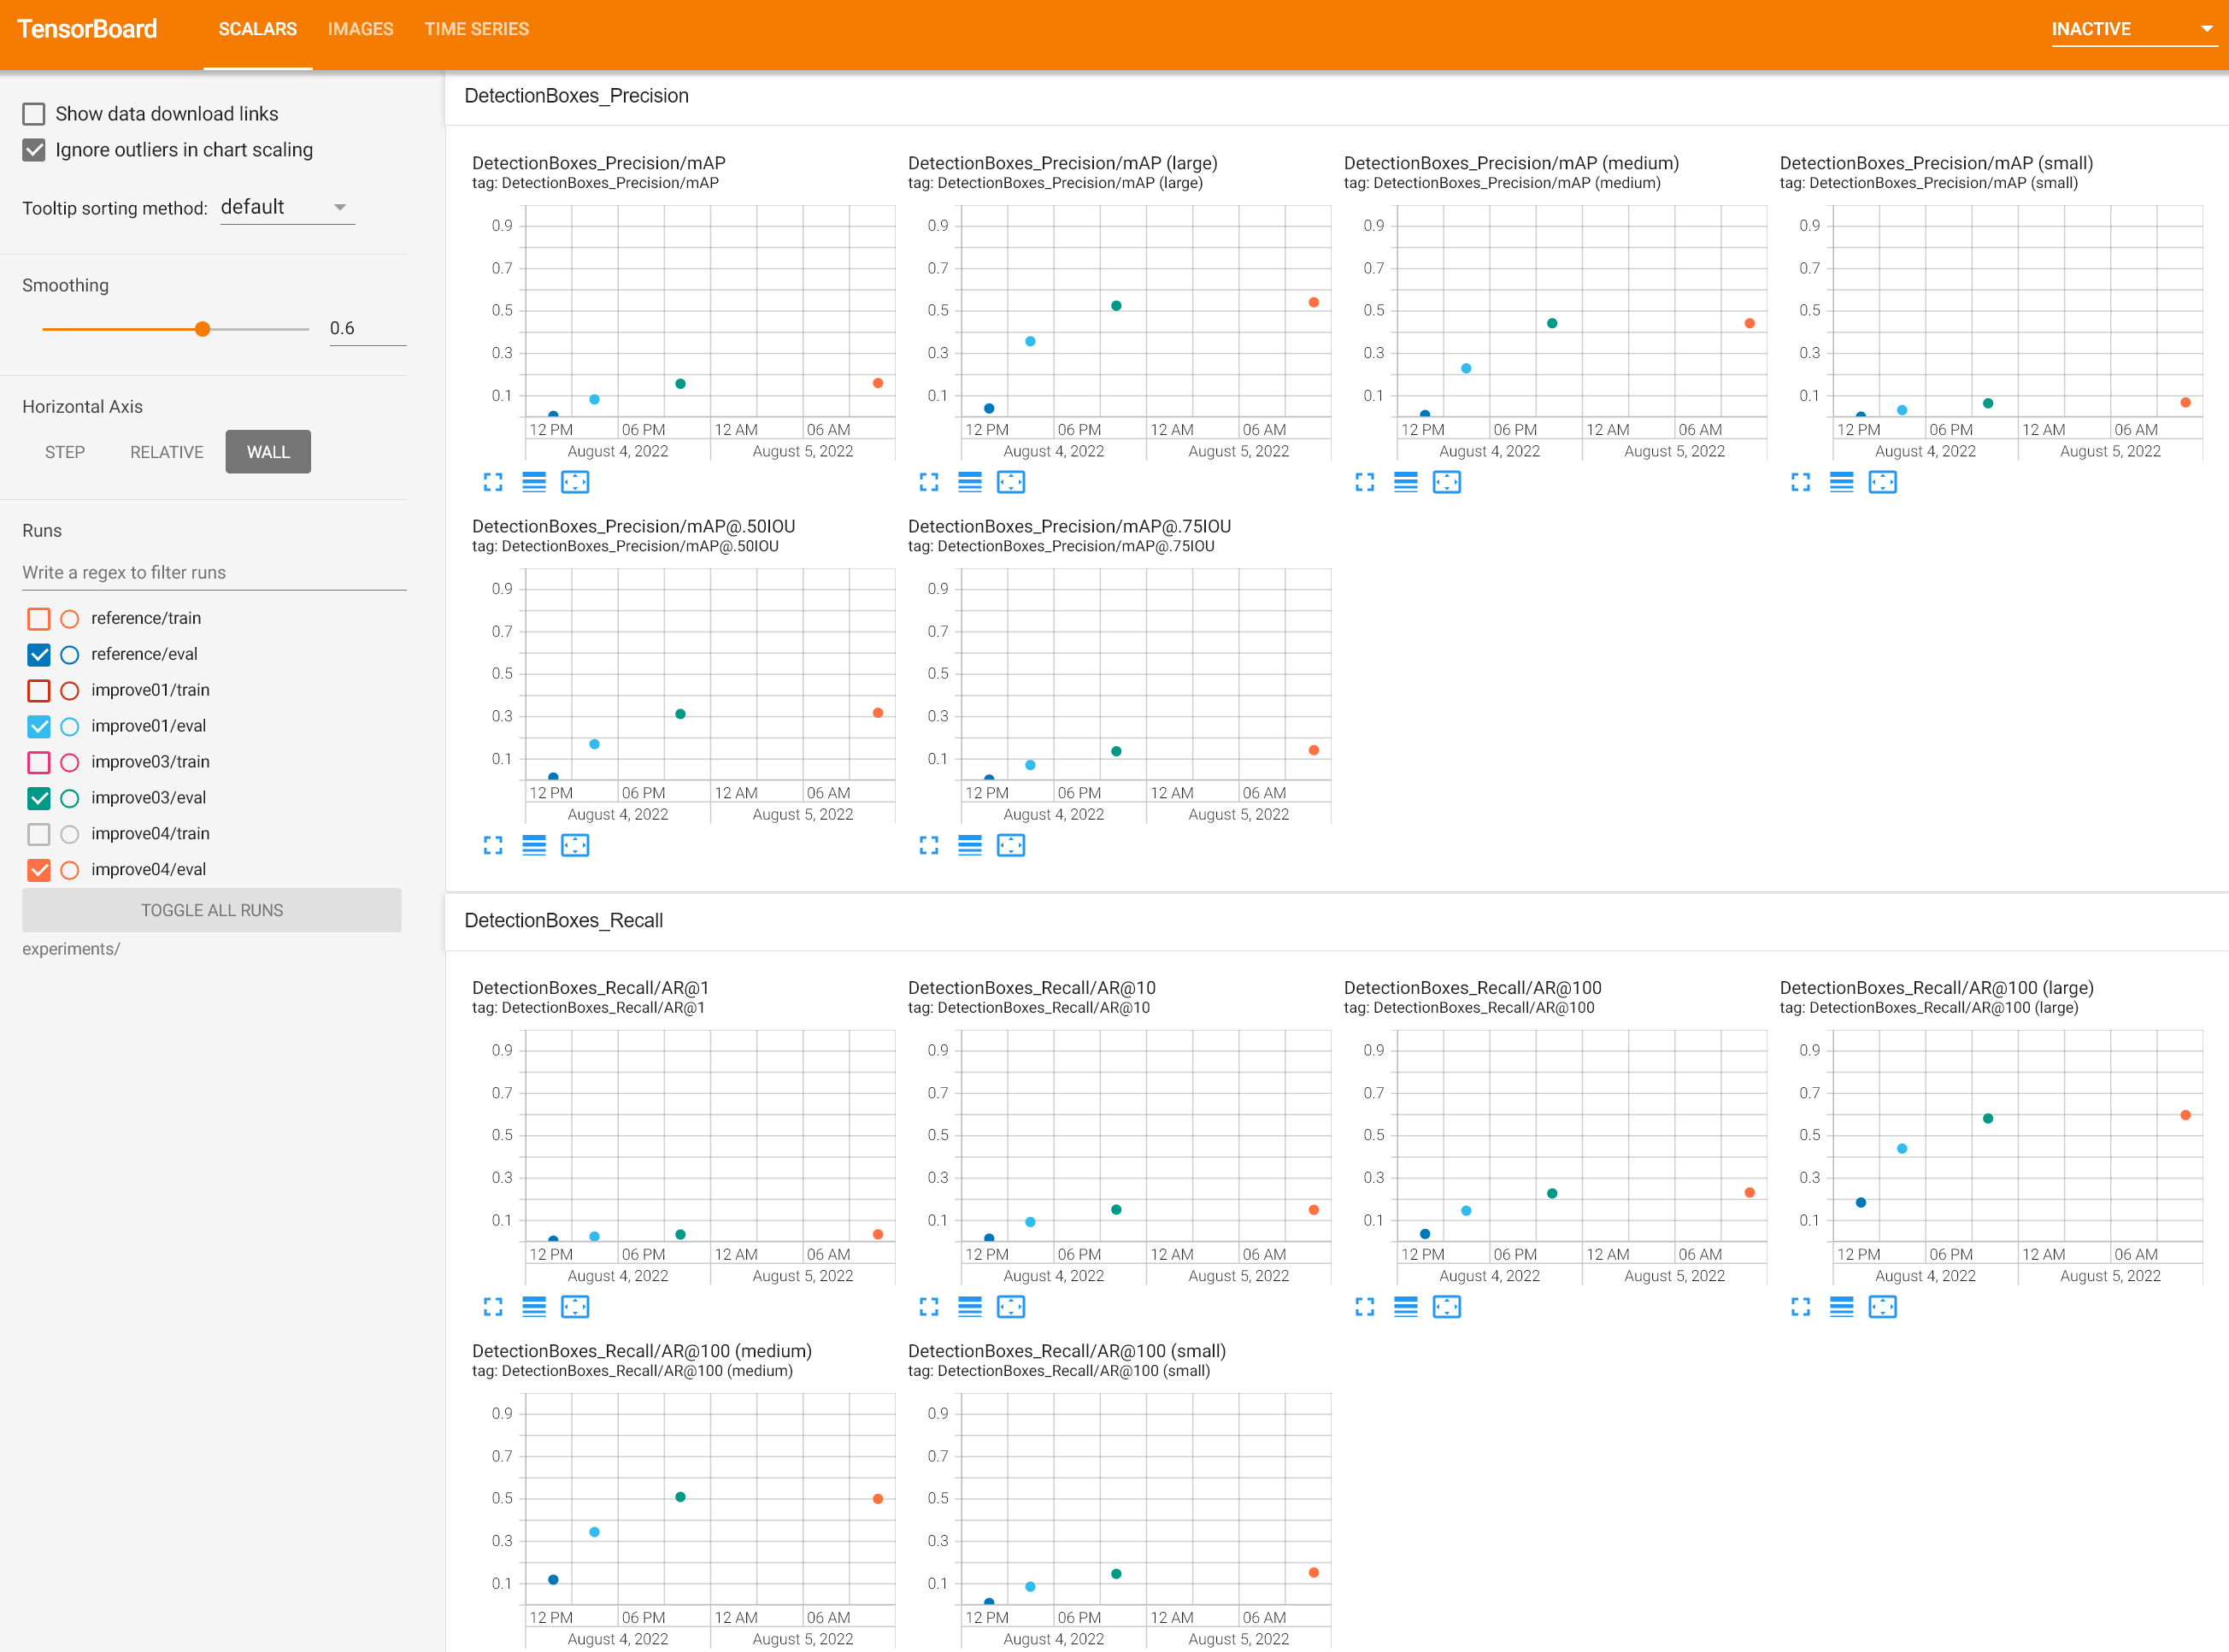 TensorBoard
SCALARS IMAGES TIME SERIES
INACTIVE
Show data download links
Ignore outliers in chart scaling
Tooltip sorting method: default
Smoothing
0.6
Horizontal Axis
STEP RELATIVE WALL
Runs
Write a regex to filter runs
reference/train
reference/eval
improve01/train
improve01/eval
improve03/train
improve03/eval
improve04/train
improve04/eval
TOGGLE ALL RUNS
experiments/
DetectionBoxes_Precision
DetectionBoxes_Precision/mAP
tag: DetectionBoxes_Precision/mAP
0.9
0.7
0.5
0.3
0.1
12 PM 06 PM 12 AM 06 AM
August 4, 2022 August 5, 2022
DetectionBoxes_Precision/mAP (large)
tag: DetectionBoxes_Precision/mAP (large)
0.9
0.7
0.5
0.3
0.1
12 PM 06 PM 12 AM 06 AM
August 4, 2022 August 5, 2022
DetectionBoxes_Precision/mAP (medium)
tag: DetectionBoxes_Precision/mAP (medium)
0.9
0.7
0.5
0.3
0.1
12 PM 06 PM 12 AM 06 AM
August 4, 2022 August 5, 2022
DetectionBoxes_Precision/mAP (small)
tag: DetectionBoxes_Precision/mAP (small)
0.9
0.7
0.5
0.3
0.1
12 PM 06 PM 12 AM 06 AM
August 4, 2022 August 5, 2022
DetectionBoxes_Precision/mAP@.50IOU
tag: DetectionBoxes_Precision/mAP@.50IOU
0.9
0.7
0.5
0.3
0.1
12 PM 06 PM 12 AM 06 AM
August 4, 2022 August 5, 2022
DetectionBoxes_Precision/mAP@.75IOU
tag: DetectionBoxes_Precision/mAP@.75IOU
0.9
0.7
0.5
0.3
0.1
12 PM 06 PM 12 AM 06 AM
August 4, 2022 August 5, 2022
DetectionBoxes_Recall
DetectionBoxes_Recall/AR@1
tag: DetectionBoxes_Recall/AR@1
0.9
0.7
0.5
0.3
0.1
12 PM 06 PM 12 AM 06 AM
August 4, 2022 August 5, 2022
DetectionBoxes_Recall/AR@10
tag: DetectionBoxes_Recall/AR@10
0.9
0.7
0.5
0.3
0.1
12 PM 06 PM 12 AM 06 AM
August 4, 2022 August 5, 2022
DetectionBoxes_Recall/AR@100
tag: DetectionBoxes_Recall/AR@100
0.9
0.7
0.5
0.3
0.1
12 PM 06 PM 12 AM 06 AM
August 4, 2022 August 5, 2022
DetectionBoxes_Recall/AR@100 (large)
tag: DetectionBoxes_Recall/AR@100 (large)
0.9
0.7
0.5
0.3
0.1
12 PM 06 PM 12 AM 06 AM
August 4, 2022 August 5, 2022
DetectionBoxes_Recall/AR@100 (medium)
tag: DetectionBoxes_Recall/AR@100 (medium)
0.9
0.7
0.5
0.3
0.1
12 PM 06 PM 12 AM 06 AM
August 4, 2022 August 5, 2022
DetectionBoxes_Recall/AR@100 (small)
tag: DetectionBoxes_Recall/AR@100 (small)
0.9
0.7
0.5
0.3
0.1
12 PM 06 PM 12 AM 06 AM
August 4, 2022 August 5, 2022